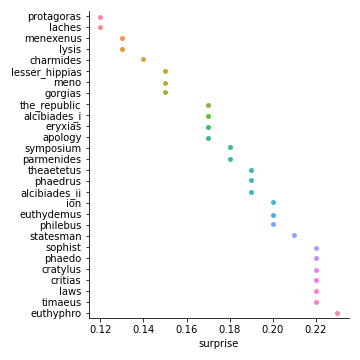 protagoras
laches
menexenus
lysis
charmides
lesser_hippias
meno
gorgias
the_republic
alcibiades_i
eryxias
apology
symposium
parmenides
theaetetus
phaedrus
alcibiades_ii
ion
euthydemus
philebus
statesman
sophist
phaedo
cratylus
critias
laws
timaeus
euthyphro
0.12 0.14 0.16 0.18 0.20 0.22
surprise